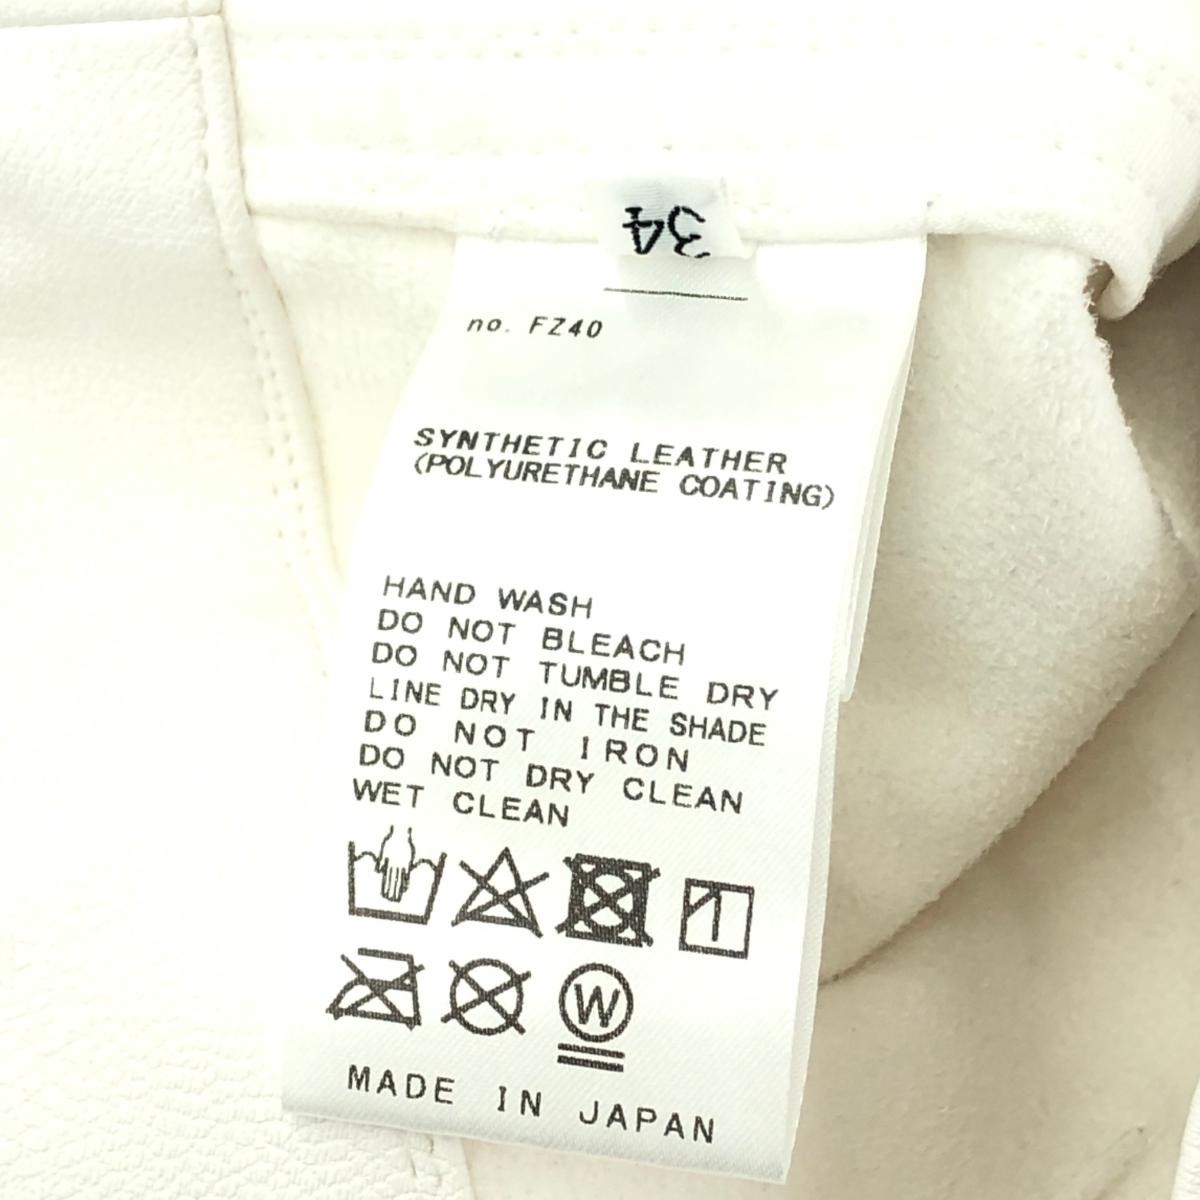 34
no. FZ40
SYNTHETIC LEATHER
(POLYURETHANE COATING)
HAND WASH
DO NOT BLEACH
DO NOT TUMBLE DRY
LINE DRY IN THE SHADE
DO NOT IRON
DO NOT DRY CLEAN
WET CLEAN
W
MADE IN JAPAN